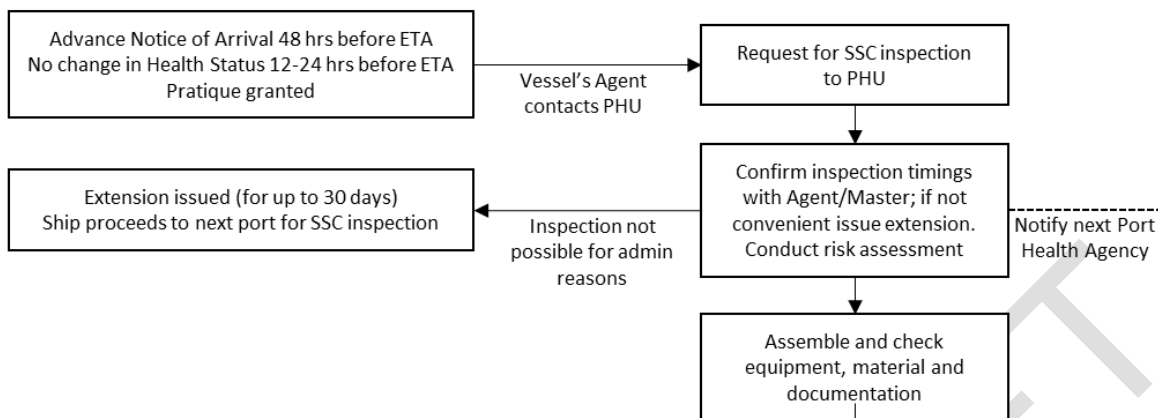 Advance Notice of Arrival 48 hrs before ETA
No change in Health Status 12-24 hrs before ETA
Pratique granted
Vessel's Agent
contacts PHU
Request for SSC inspection
to PHU
Extension issued (for up to 30 days)
Ship proceeds to next port for SSC inspection
Inspection not
possible for admin
reasons
Confirm inspection timings
with Agent/Master; if not
convenient issue extension.
Conduct risk assessment
Notify next Port
Health Agency
Assemble and check
equipment, material and
documentation